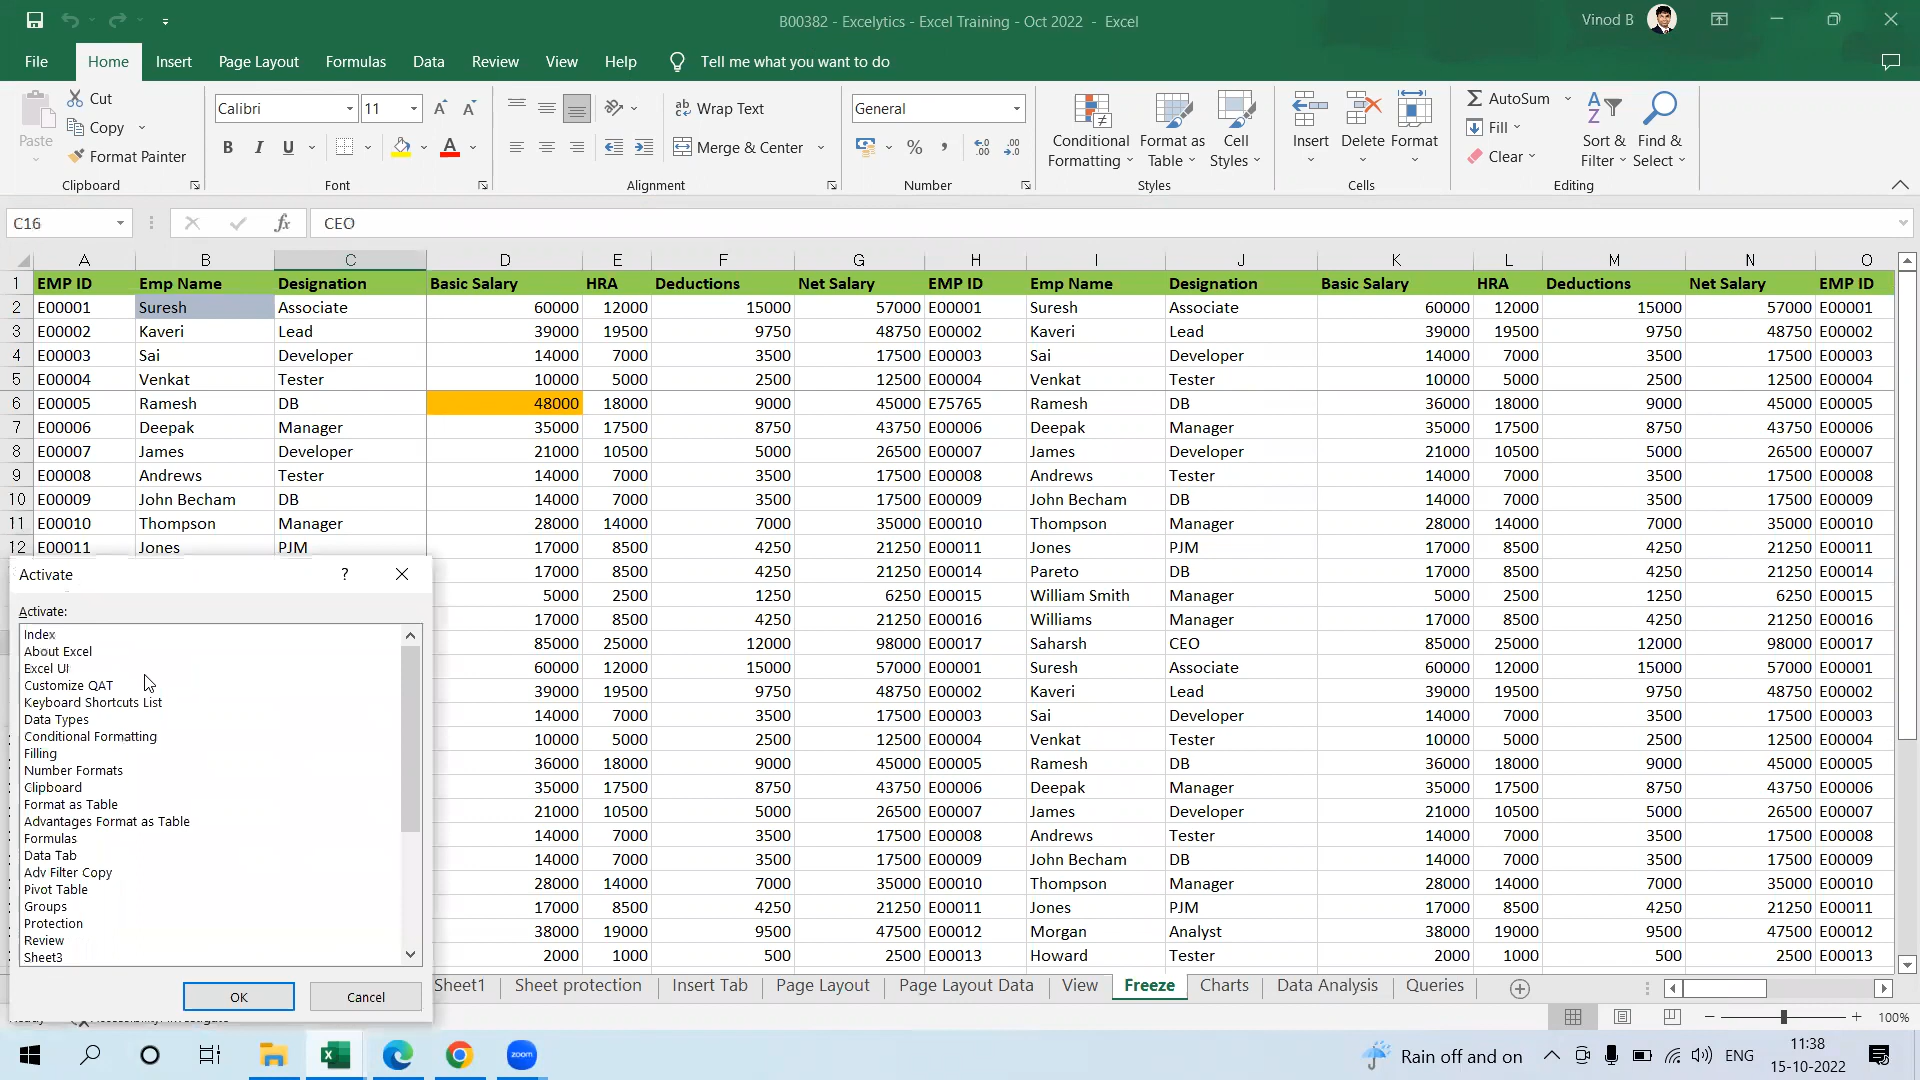 B00382 - Excelytics - Excel Training - Oct 2022 - Excel
Vinod B
File Home Insert Page Layout Formulas Data Review View Help Tell me what you want to do
Paste
Cut
Copy
Format Painter
Clipboard
Calibri 11
B I U
Font
Wrap Text
Merge & Center
Alignment
General
Number
Conditional Formatting
Format as Table
Cell Styles
Styles
Insert
Delete
Format
Cells
AutoSum
Fill
Clear
Sort & Filter
Find & Select
Editing
C16 fx CEO
A B C D E F G H I J K L M N O
1 EMP ID Emp Name Designation Basic Salary HRA Deductions Net Salary EMP ID Emp Name Designation Basic Salary HRA Deductions Net Salary EMP ID
2 E00001 Suresh Associate 60000 12000 15000 57000 E00001 Suresh Associate 60000 12000 15000 57000 E00001
3 E00002 Kaveri Lead 39000 19500 9750 48750 E00002 Kaveri Lead 39000 19500 9750 48750 E00002
4 E00003 Sai Developer 14000 7000 3500 17500 E00003 Sai Developer 14000 7000 3500 17500 E00003
5 E00004 Venkat Tester 10000 5000 2500 12500 E00004 Venkat Tester 10000 5000 2500 12500 E00004
6 E00005 Ramesh DB 48000 18000 9000 45000 E75765 Ramesh DB 36000 18000 9000 45000 E00005
7 E00006 Deepak Manager 35000 17500 8750 43750 E00006 Deepak Manager 35000 17500 8750 43750 E00006
8 E00007 James Developer 21000 10500 5000 26500 E00007 James Developer 21000 10500 5000 26500 E00007
9 E00008 Andrews Tester 14000 7000 3500 17500 E00008 Andrews Tester 14000 7000 3500 17500 E00008
10 E00009 John Becham DB 14000 7000 3500 17500 E00009 John Becham DB 14000 7000 3500 17500 E00009
11 E00010 Thompson Manager 28000 14000 7000 35000 E00010 Thompson Manager 28000 14000 7000 35000 E00010
12 E00011 Jones PJM 17000 8500 4250 21250 E00011 Jones PJM 17000 8500 4250 21250 E00011
17000 8500 4250 21250 E00014 Pareto DB 17000 8500 4250 21250 E00014
5000 2500 1250 6250 E00015 William Smith Manager 5000 2500 1250 6250 E00015
17000 8500 4250 21250 E00016 Williams Manager 17000 8500 4250 21250 E00016
85000 25000 12000 98000 E00017 Saharsh CEO 85000 25000 12000 98000 E00017
60000 12000 15000 57000 E00001 Suresh Associate 60000 12000 15000 57000 E00001
39000 19500 9750 48750 E00002 Kaveri Lead 39000 19500 9750 48750 E00002
14000 7000 3500 17500 E00003 Sai Developer 14000 7000 3500 17500 E00003
10000 5000 2500 12500 E00004 Venkat Tester 10000 5000 2500 12500 E00004
36000 18000 9000 45000 E00005 Ramesh DB 36000 18000 9000 45000 E00005
35000 17500 8750 43750 E00006 Deepak Manager 35000 17500 8750 43750 E00006
21000 10500 5000 26500 E00007 James Developer 21000 10500 5000 26500 E00007
14000 7000 3500 17500 E00008 Andrews Tester 14000 7000 3500 17500 E00008
14000 7000 3500 17500 E00009 John Becham DB 14000 7000 3500 17500 E00009
28000 14000 7000 35000 E00010 Thompson Manager 28000 14000 7000 35000 E00010
17000 8500 4250 21250 E00011 Jones PJM 17000 8500 4250 21250 E00011
38000 19000 9500 47500 E00012 Morgan Analyst 38000 19000 9500 47500 E00012
2000 1000 500 2500 E00013 Howard Tester 2000 1000 500 2500 E00013
Activate ?
Activate:
Index
About Excel
Excel UI
Customize QAT
Keyboard Shortcuts List
Data Types
Conditional Formatting
Filling
Number Formats
Clipboard
Format as Table
Advantages Format as Table
Formulas
Data Tab
Adv Filter Copy
Pivot Table
Groups
Protection
Review
Sheet3
OK Cancel
Sheet1 Sheet protection Insert Tab Page Layout Page Layout Data View Freeze Charts Data Analysis Queries
100%
zoom
Rain off and on
ENG
11:38
15-10-2022